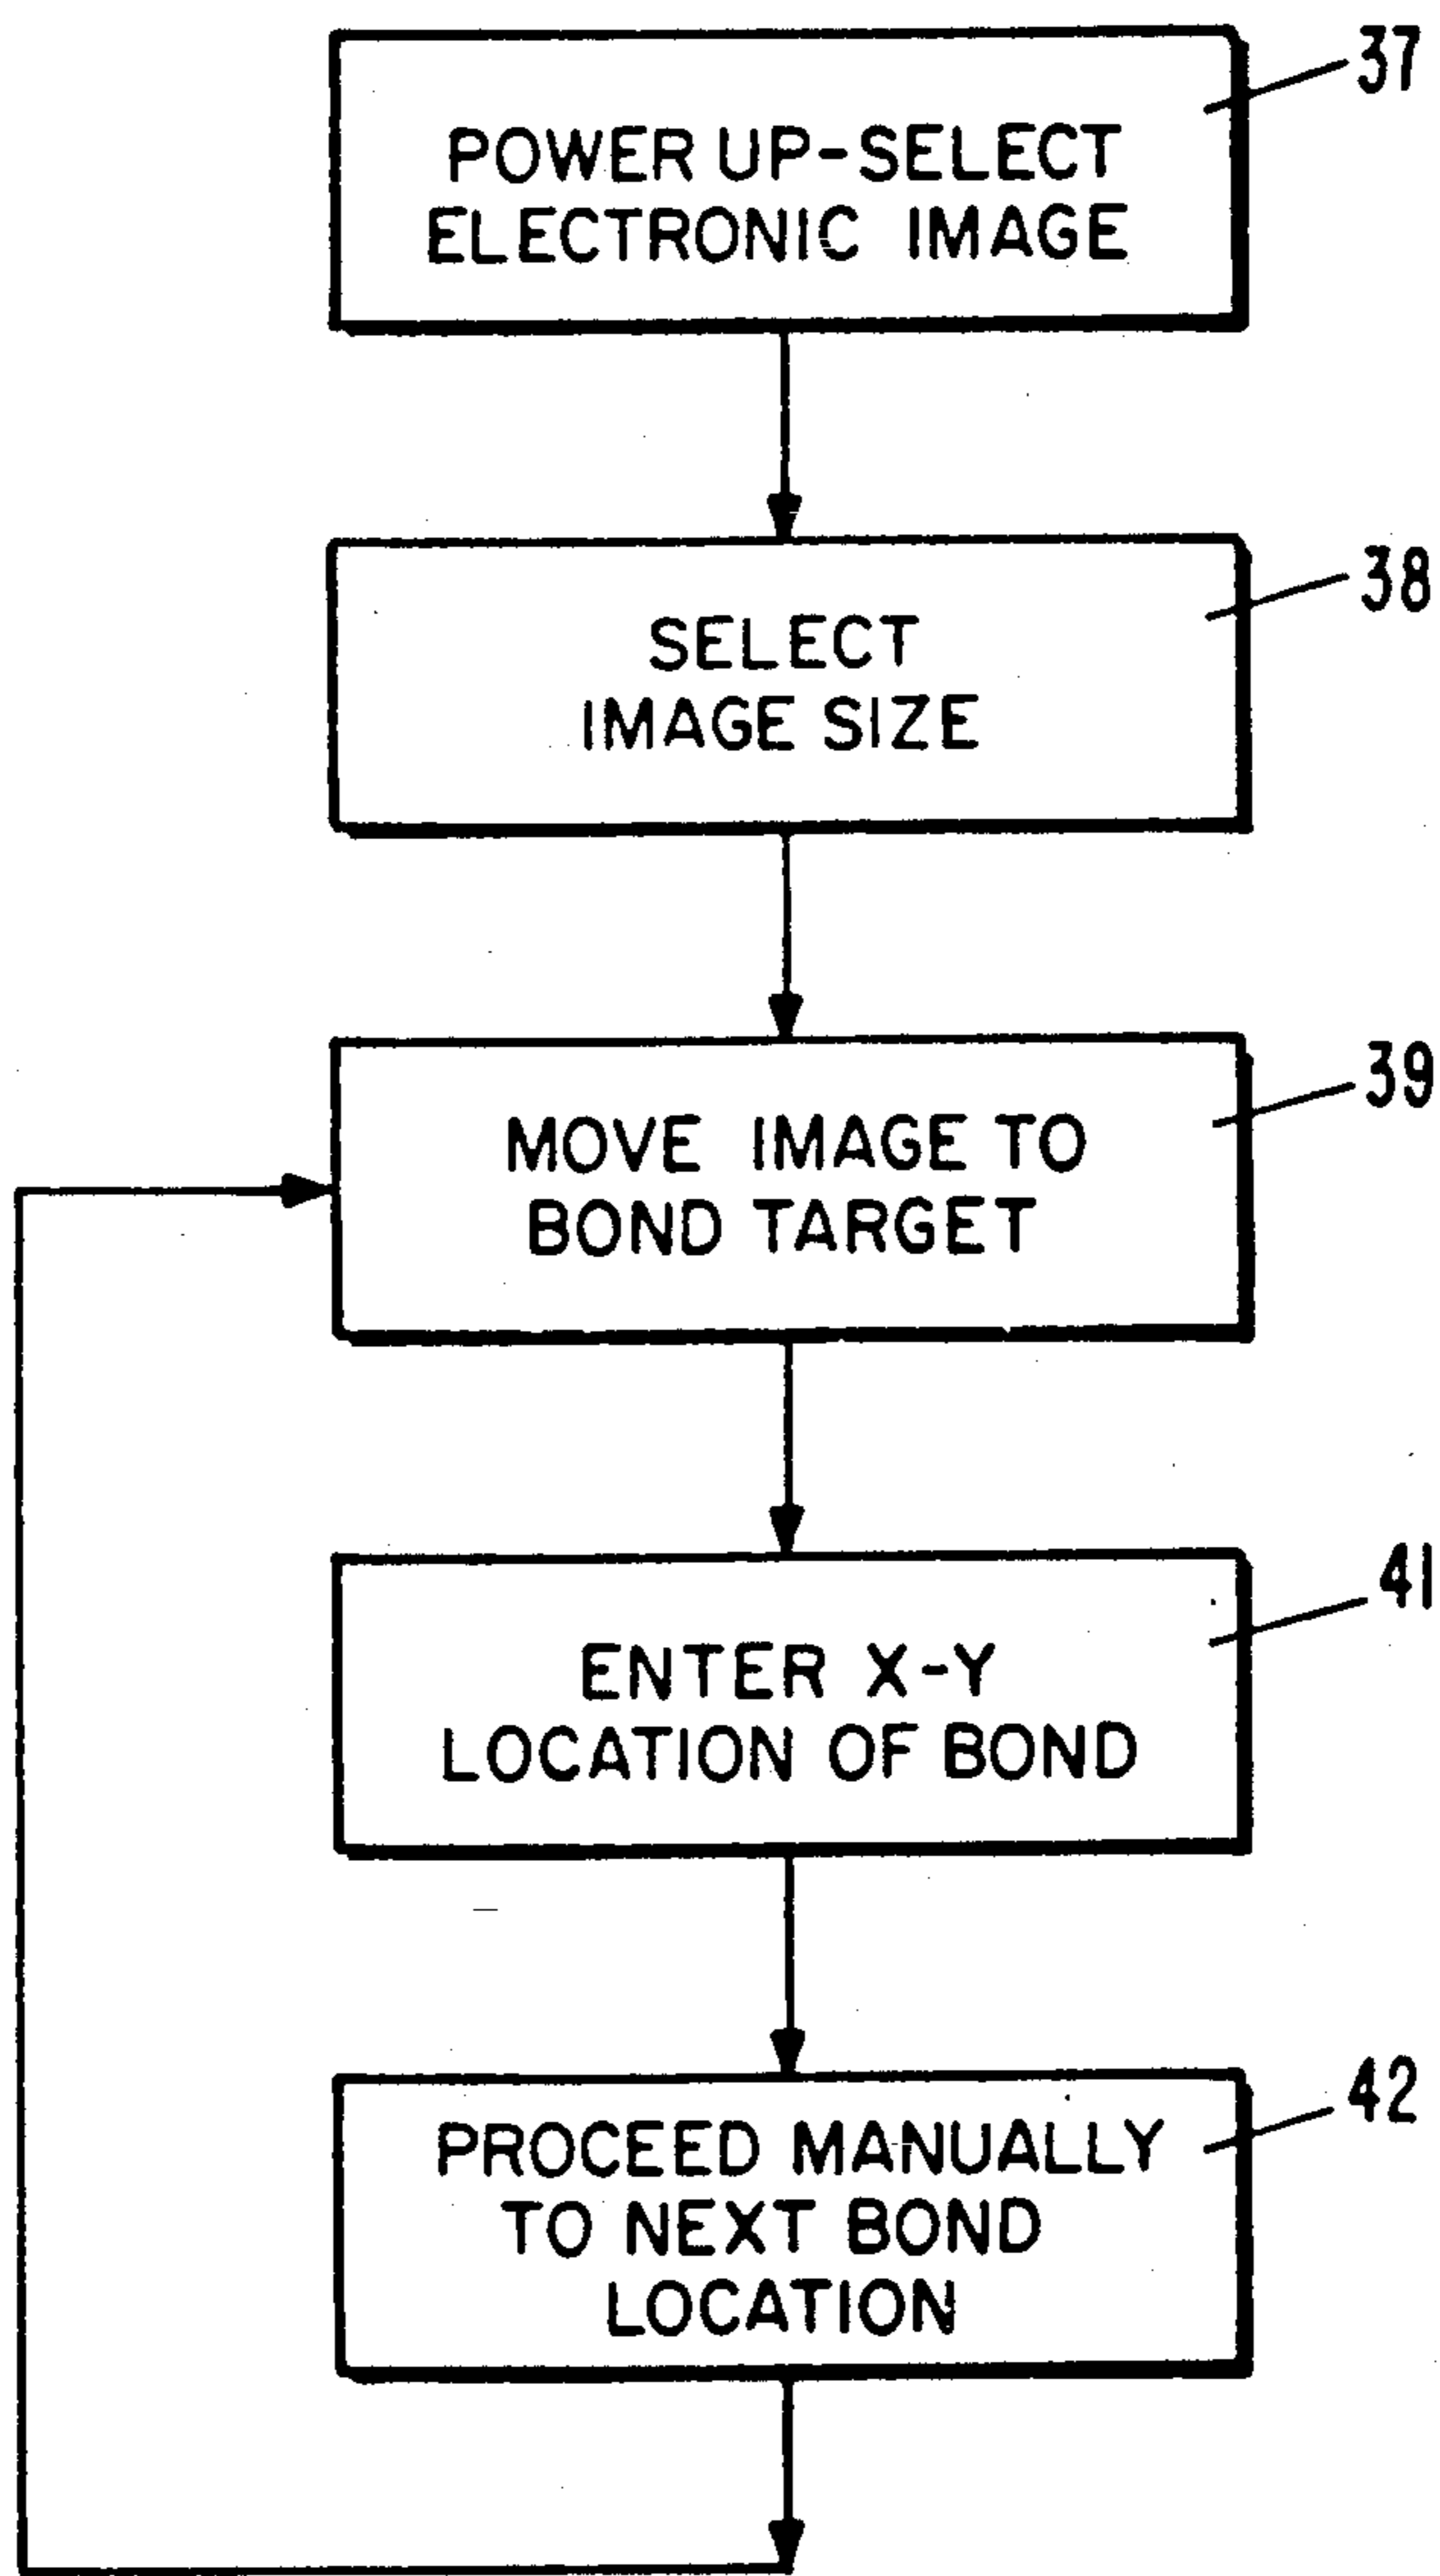 37
POWER UP-SELECT
ELECTRONIC IMAGE
38
SELECT
IMAGE SIZE
39
MOVE IMAGE TO
BOND TARGET
41
ENTER X-Y
LOCATION OF BOND
42
PROCEED MANUALLY
TO NEXT BOND
LOCATION